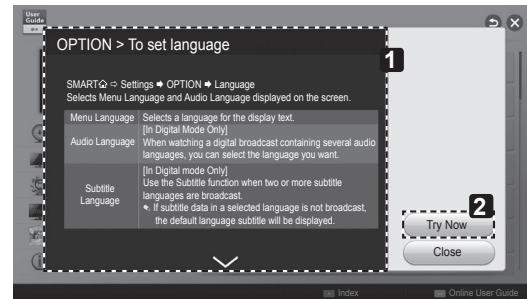 User
Guide
OPTION > To set language
1
SMART ⇨ Settings ➡ OPTION ➡ Language
Selects Menu Language and Audio Language displayed on the screen.
Menu Language Selects a language for the display text.
Audio Language
[In Digital Mode Only]
When watching a digital broadcast containing several audio
languages, you can select the language you want.
Subtitle
Language
[In Digital mode Only]
Use the Subtitle function when two or more subtitle
languages are broadcast.
If subtitle data in a selected language is not broadcast,
the default language subtitle will be displayed.
2
Try Now
Close
Index
Online User Guide